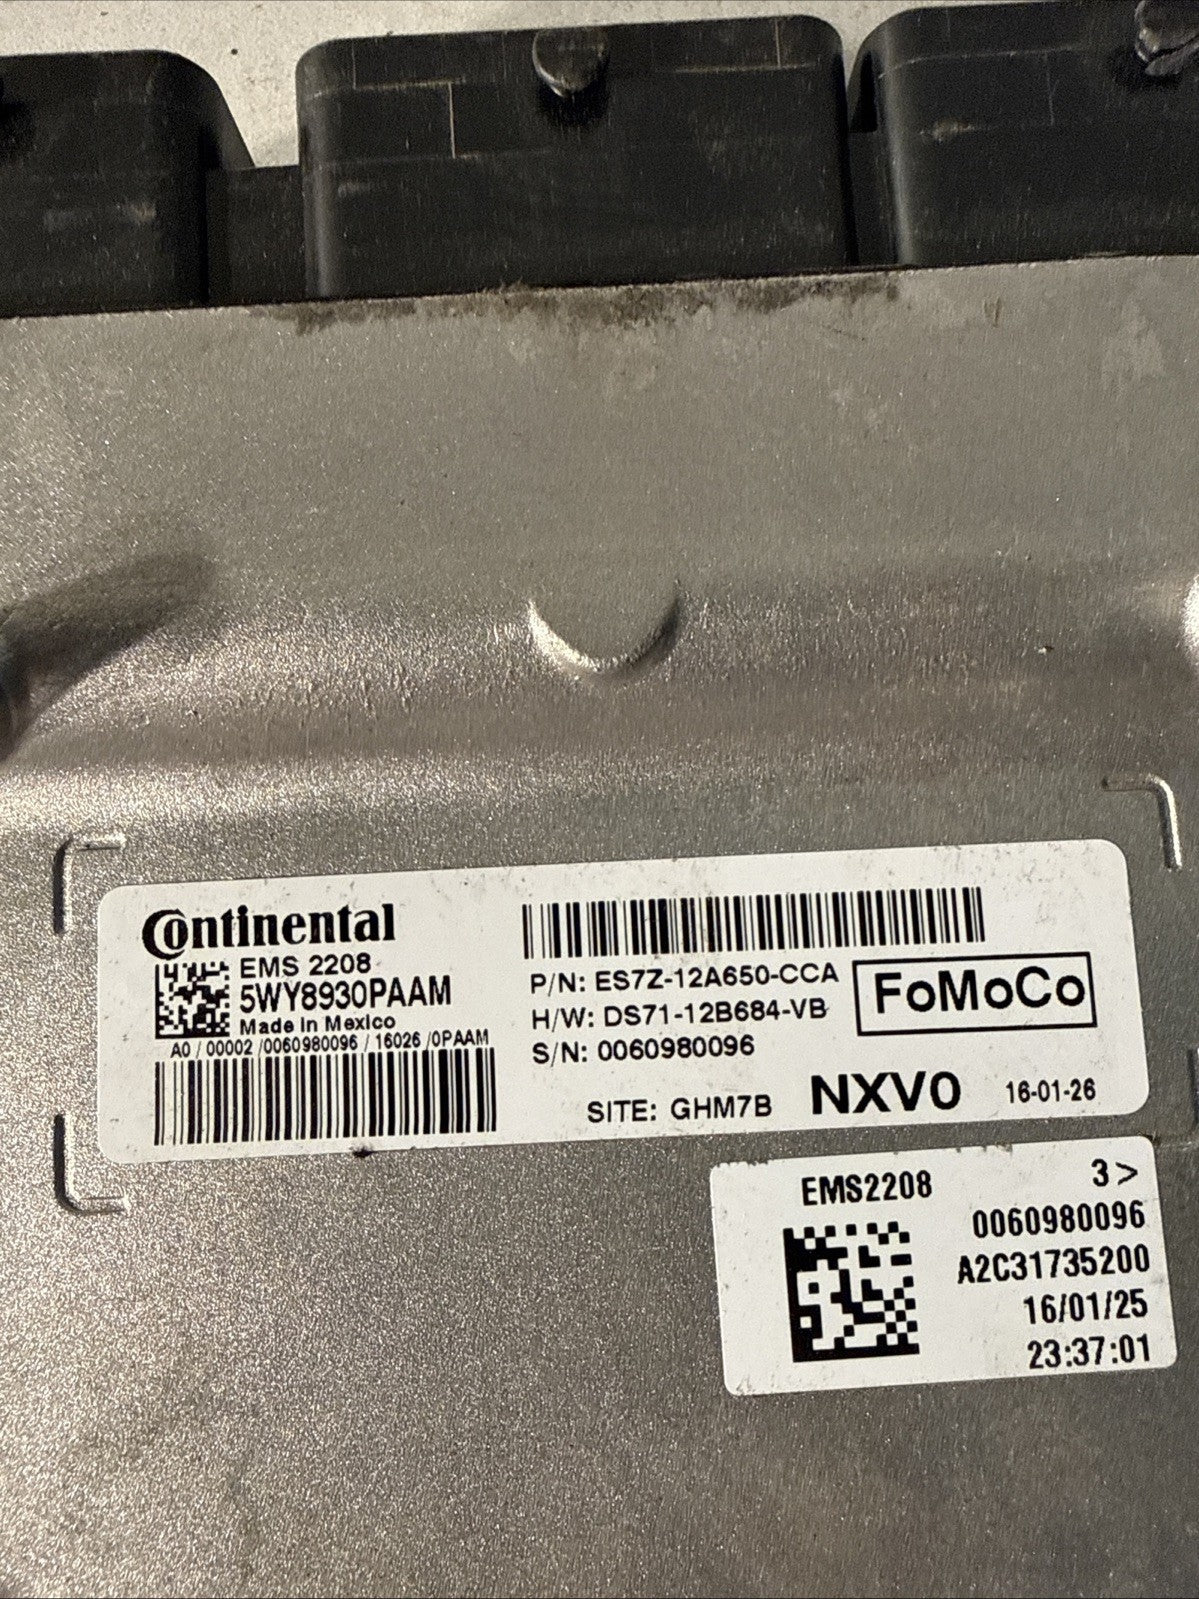 Continental
EMS 2208
5WY8930PAAM
Made in Mexico
A0 / 00002 /0060980096 / 16026 /0PAAM
P/N: ES7Z-12A650-CCA
H/W: DS71-12B684-VB
S/N: 0060980096
FoMoCo
SITE: GHM7B NXV0 16-01-26
EMS2208 3>
0060980096
A2C31735200
16/01/25
23:37:01